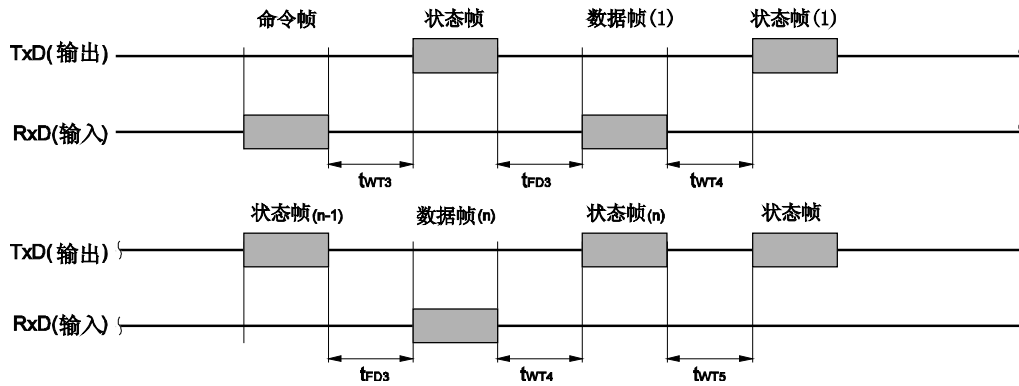 命令帧 状态帧 数据帧(1) 状态帧(1)
TxD(输出)
RxD(输入)
tWT3 tFD3 tWT4
状态帧(n-1) 数据帧(n) 状态帧(n) 状态帧
TxD(输出)
RxD(输入)
tFD3 tWT4 tWT5